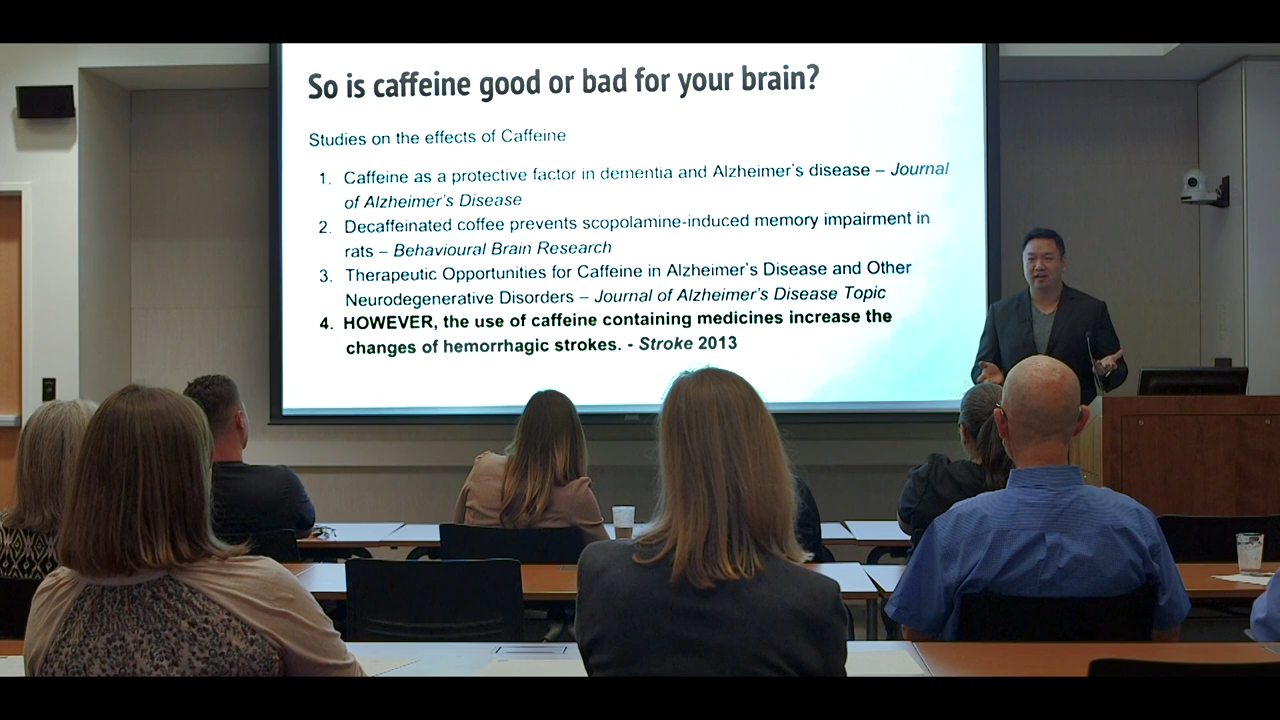 So is caffeine good or bad for your brain?
Studies on the effects of Caffeine
1. Caffeine as a protective factor in dementia and Alzheimer's disease – Journal
of Alzheimer's Disease
2. Decaffeinated coffee prevents scopolamine-induced memory impairment in
rats – Behavioural Brain Research
3. Therapeutic Opportunities for Caffeine in Alzheimer's Disease and Other
Neurodegenerative Disorders – Journal of Alzheimer's Disease Topic
4. HOWEVER, the use of caffeine containing medicines increase the
changes of hemorrhagic strokes. - Stroke 2013